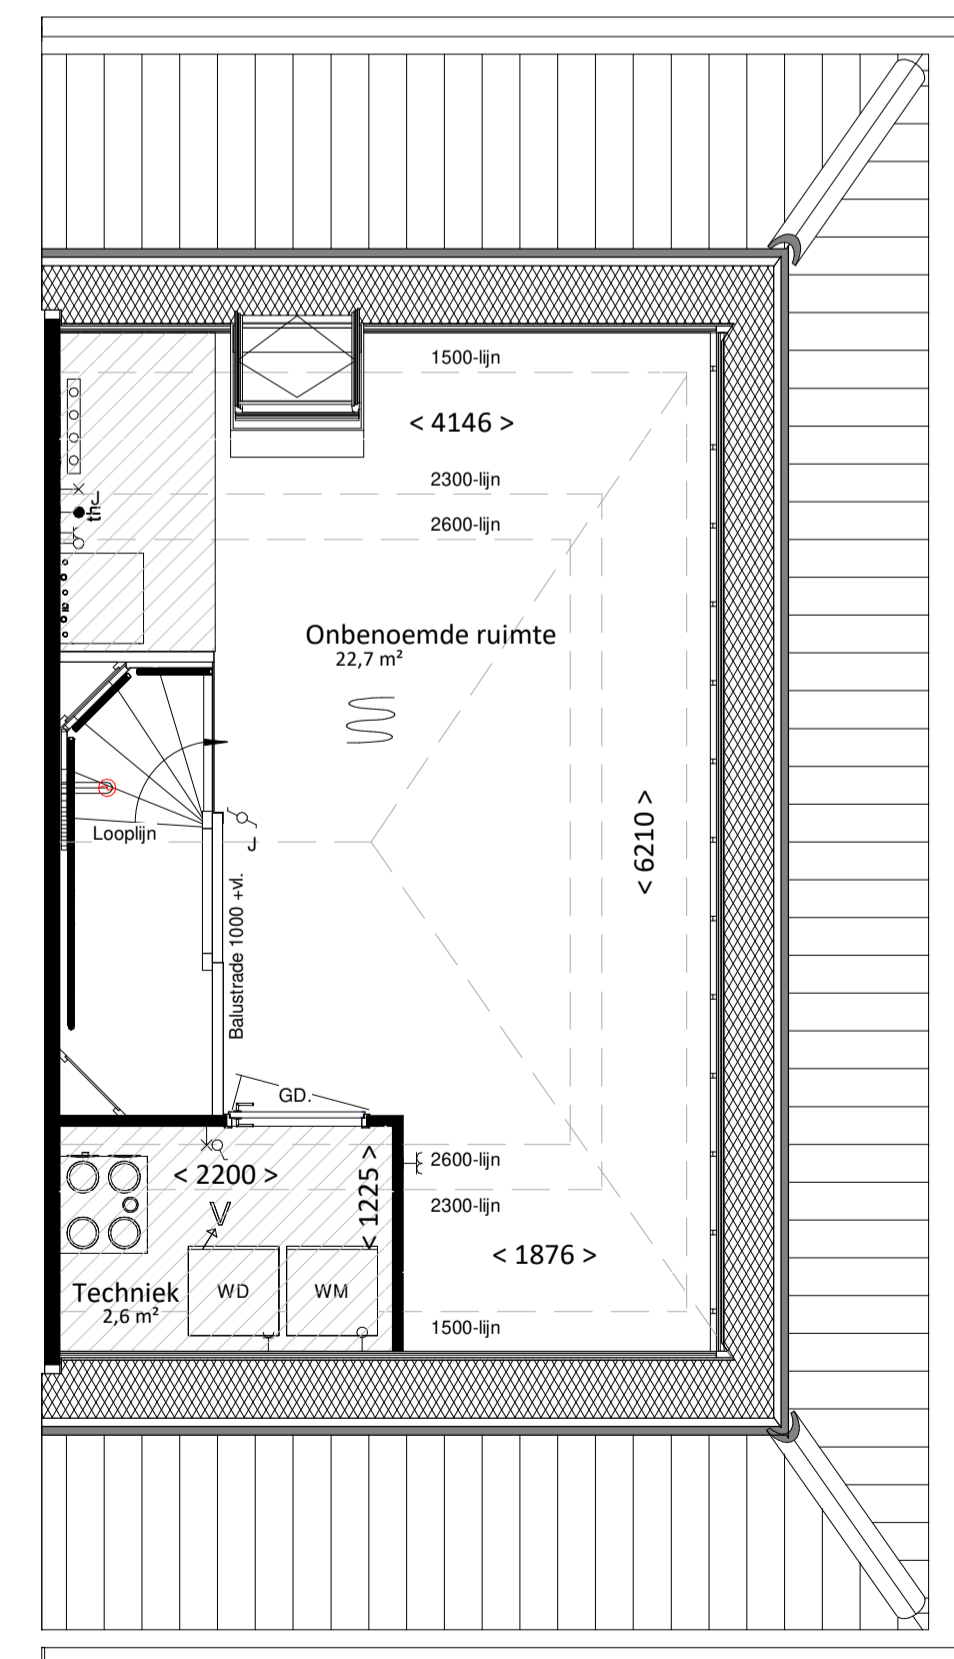 1500-lijn
< 4146 >
2300-lijn
2600-lijn
thJ
Onbenoemde ruimte
22,7 m²
Looplijn
J
< 6210 >
Balustrade 1000 +vl.
GD.
2600-lijn
< 2200 >
< 1225 >
2300-lijn
V
< 1876 >
Techniek
2,6 m²
WD
WM
1500-lijn